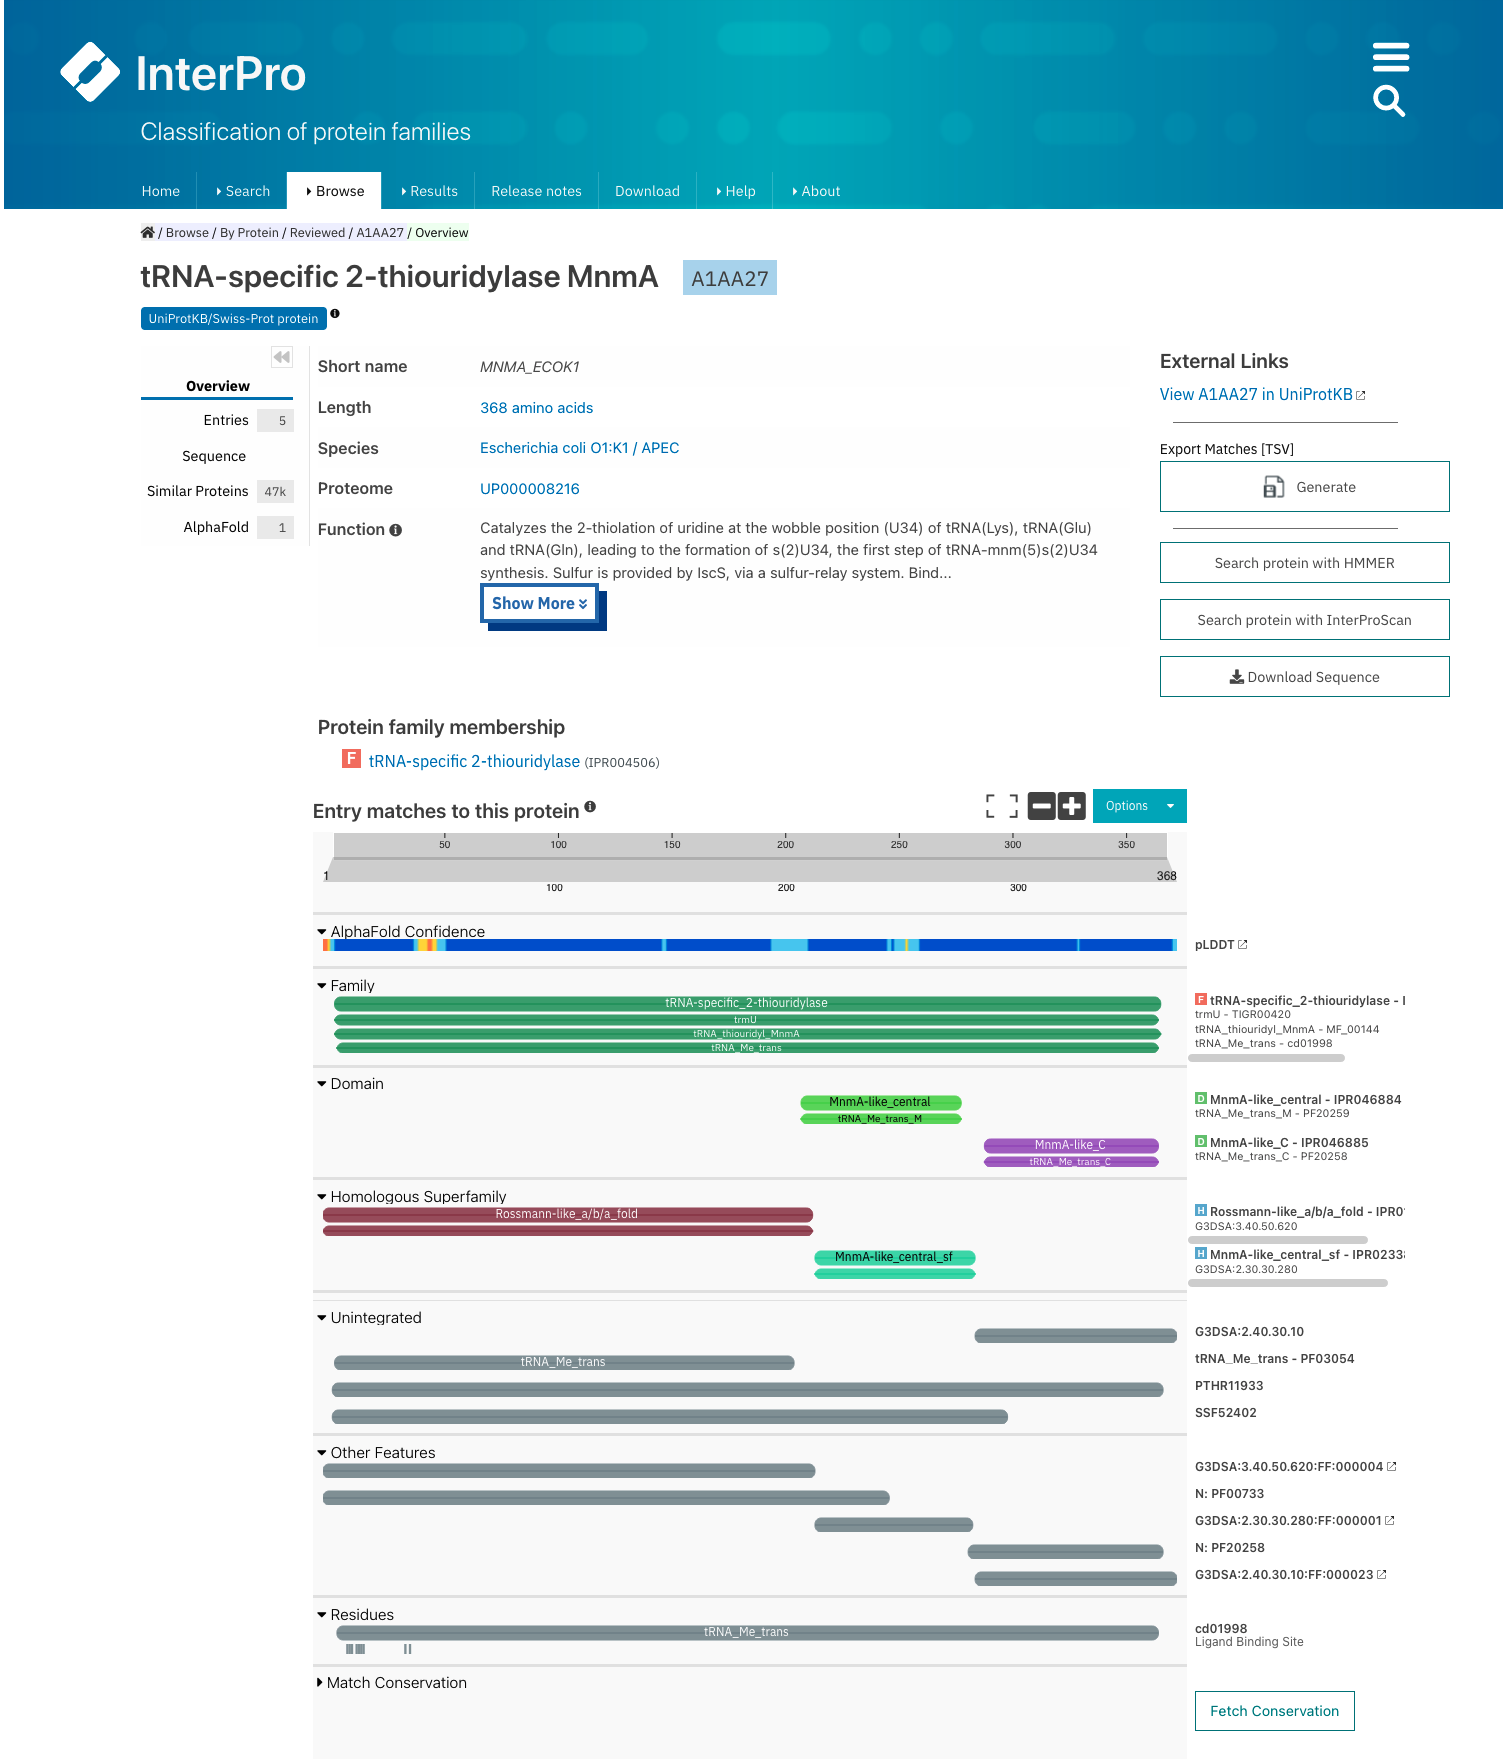 InterPro
Classification of protein families
Home
Search
Browse
Results
Release notes
Download
Help
About
/ Browse / By Protein / Reviewed / A1AA27 / Overview
tRNA-specific 2-thiouridylase MnmA A1AA27
UniProtKB/Swiss-Prot protein
Overview
Entries 5
Sequence
Similar Proteins 47k
AlphaFold 1
Short name MNMA_ECOK1
Length 368 amino acids
Species Escherichia coli O1:K1 / APEC
Proteome UP000008216
Function Catalyzes the 2-thiolation of uridine at the wobble position (U34) of tRNA(Lys), tRNA(Glu)
and tRNA(Gln), leading to the formation of s(2)U34, the first step of tRNA-mnm(5)s(2)U34
synthesis. Sulfur is provided by IscS, via a sulfur-relay system. Bind...
Show More
External Links
View A1AA27 in UniProtKB
Export Matches [TSV]
Generate
Search protein with HMMER
Search protein with InterProScan
Download Sequence
Protein family membership
F tRNA-specific 2-thiouridylase (IPR004506)
Entry matches to this protein
Options
50 100 150 200 250 300 350
1 368
100 200 300
AlphaFold Confidence
pLDDT
Family
tRNA-specific_2-thiouridylase
trmU
tRNA_thiouridyl_MnmA
tRNA_Me_trans
F tRNA-specific_2-thiouridylase - I
trmU - TIGR00420
tRNA_thiouridyl_MnmA - MF_00144
tRNA_Me_trans - cd01998
Domain
MnmA-like_central
tRNA_Me_trans_M
D MnmA-like_central - IPR046884
tRNA_Me_trans_M - PF20259
MnmA-like_C
tRNA_Me_trans_C
D MnmA-like_C - IPR046885
tRNA_Me_trans_C - PF20258
Homologous Superfamily
Rossmann-like_a/b/a_fold
H Rossmann-like_a/b/a_fold - IPR0
G3DSA:3.40.50.620
MnmA-like_central_sf
H MnmA-like_central_sf - IPR0233
G3DSA:2.30.30.280
Unintegrated
G3DSA:2.40.30.10
tRNA_Me_trans
tRNA_Me_trans - PF03054
PTHR11933
SSF52402
Other Features
G3DSA:3.40.50.620:FF:000004
N: PF00733
G3DSA:2.30.30.280:FF:000001
N: PF20258
G3DSA:2.40.30.10:FF:000023
Residues
tRNA_Me_trans
cd01998
Ligand Binding Site
Match Conservation
Fetch Conservation